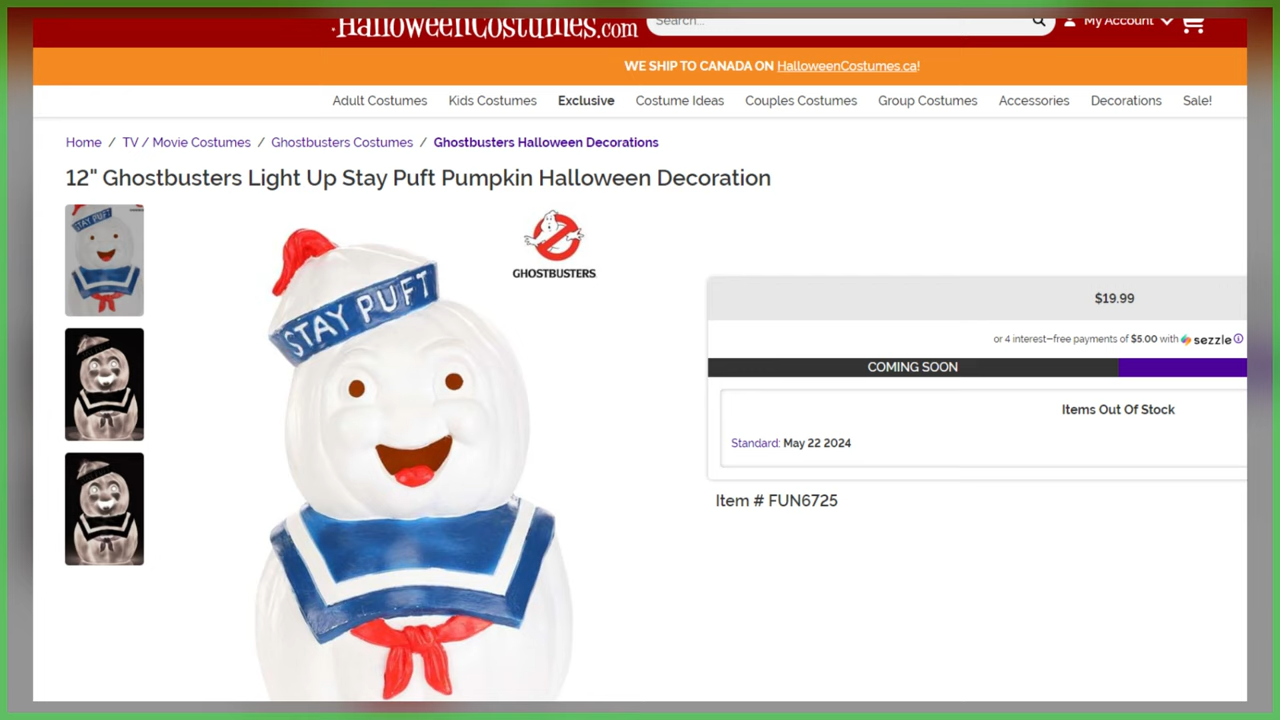 HalloweenCostumes.com
Search...
My Account
WE SHIP TO CANADA ON HalloweenCostumes.ca!
Adult Costumes Kids Costumes Exclusive Costume Ideas Couples Costumes Group Costumes Accessories Decorations Sale!
Home / TV / Movie Costumes / Ghostbusters Costumes / Ghostbusters Halloween Decorations
12" Ghostbusters Light Up Stay Puft Pumpkin Halloween Decoration
STAY PUFT
STAY PUFT
GHOSTBUSTERS
$19.99
or 4 interest-free payments of $5.00 with sezzle
COMING SOON
Items Out Of Stock
Standard: May 22 2024
Item # FUN6725